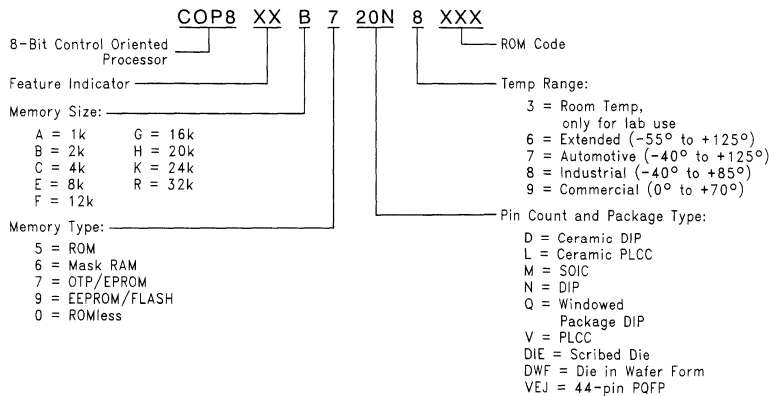 COP8 XX B 7 20N 8 XXX
8-Bit Control Oriented
Processor
Feature Indicator
Memory Size:
A = 1k G = 16k
B = 2k H = 20k
C = 4k K = 24k
E = 8k R = 32k
F = 12k
Memory Type:
5 = ROM
6 = Mask RAM
7 = OTP/EPROM
9 = EEPROM/FLASH
0 = ROMless
ROM Code
Temp Range:
3 = Room Temp,
only for lab use
6 = Extended (-55° to +125°)
7 = Automotive (-40° to +125°)
8 = Industrial (-40° to +85°)
9 = Commercial (0° to +70°)
Pin Count and Package Type:
D = Ceramic DIP
L = Ceramic PLCC
M = SOIC
N = DIP
Q = Windowed
Package DIP
V = PLCC
DIE = Scribed Die
DWF = Die in Wafer Form
VEJ = 44-pin PQFP